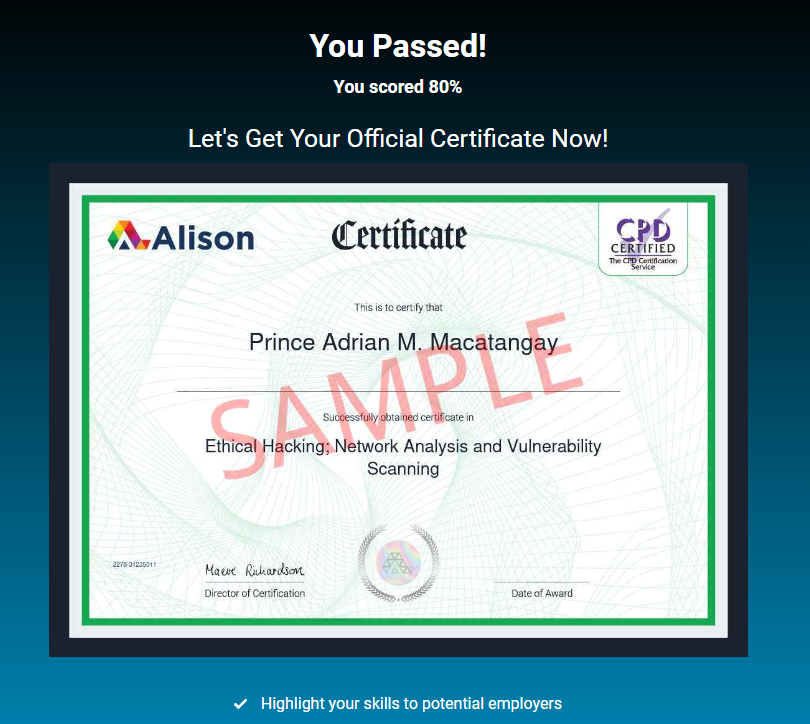 You Passed!
You scored 80%
Let's Get Your Official Certificate Now!
Alison
Certificate
CPD
CERTIFIED
The CPD Certification
Service
This is to certify that
Prince Adrian M. Macatangay
SAMPLE
Successfully obtained certificate in
Ethical Hacking; Network Analysis and Vulnerability
Scanning
2278-31235011
Maeve Richardson
Director of Certification
Date of Award
Highlight your skills to potential employers